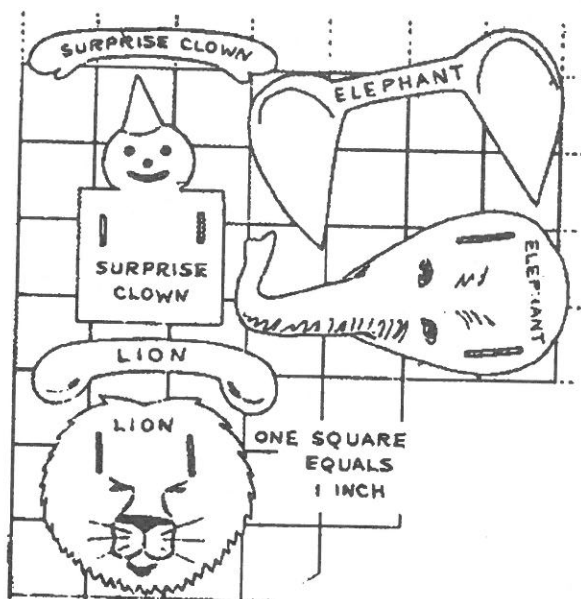 SURPRISE CLOWN
ELEPHANT
SURPRISE
CLOWN
ELEPHANT
LION
LION
ONE SQUARE
EQUALS
1 INCH